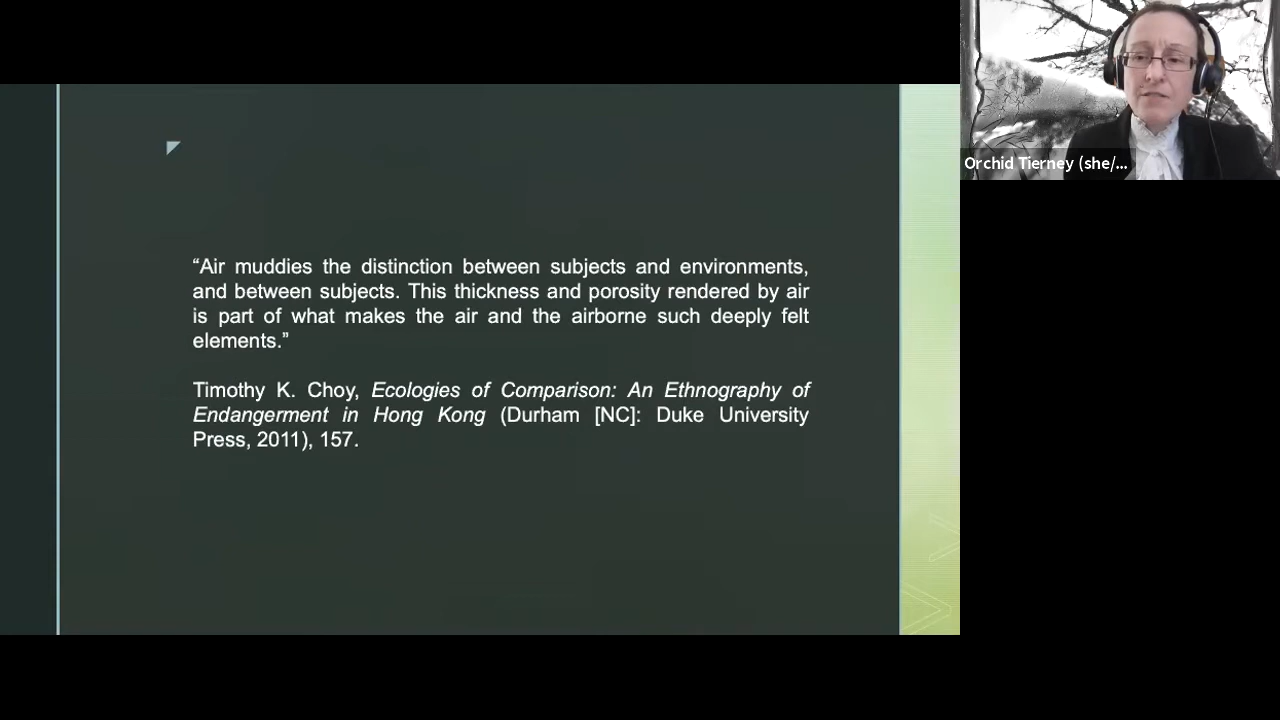 “Air muddies the distinction between subjects and environments,
and between subjects. This thickness and porosity rendered by air
is part of what makes the air and the airborne such deeply felt
elements.”
Timothy K. Choy, Ecologies of Comparison: An Ethnography of
Endangerment in Hong Kong (Durham [NC]: Duke University
Press, 2011), 157.
Orchid Tierney (she/...